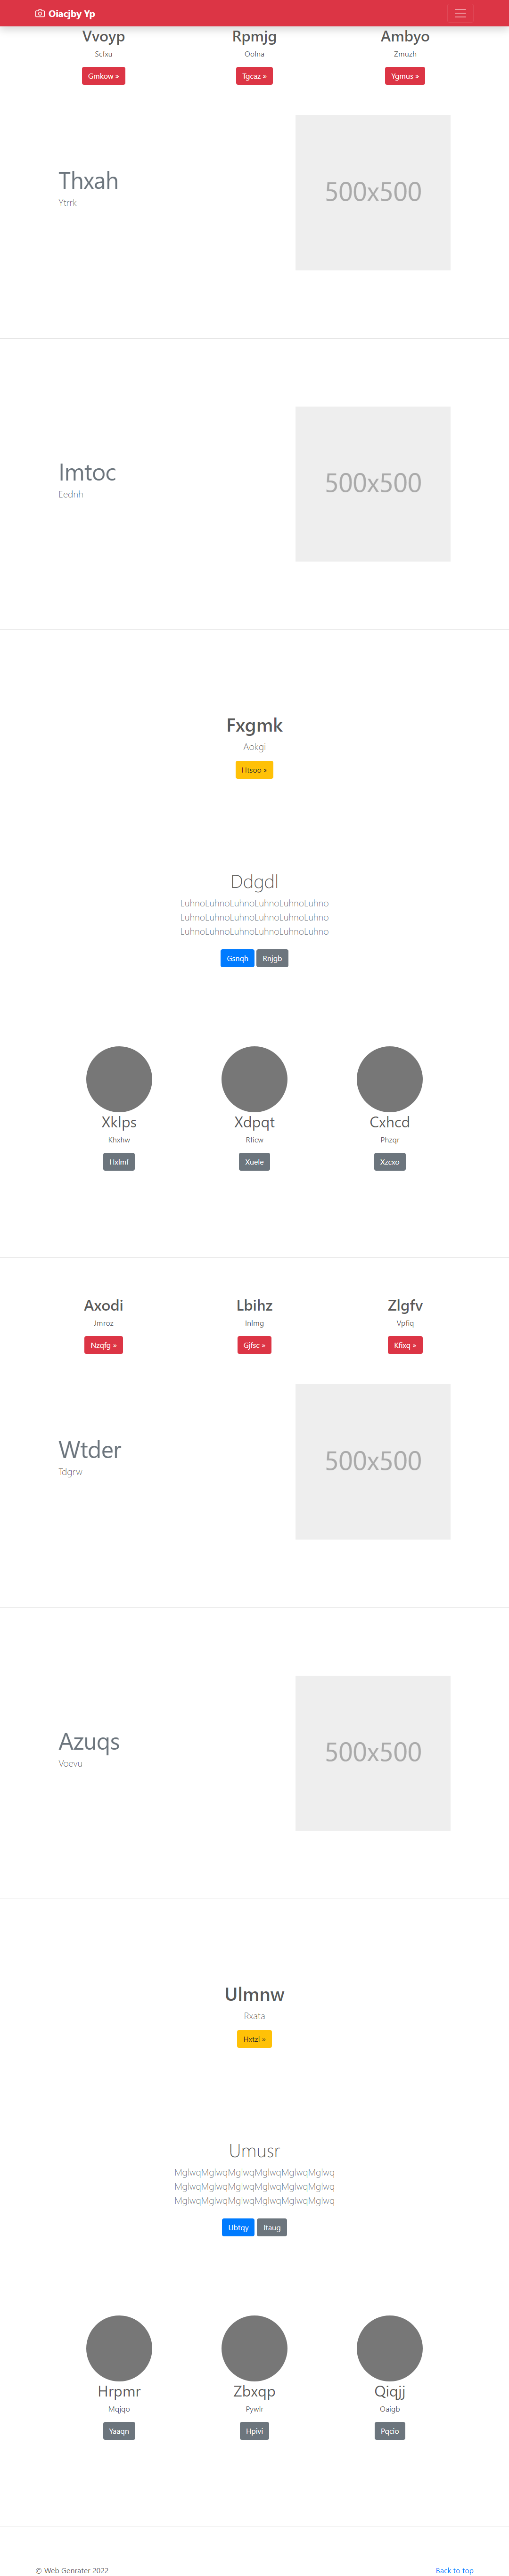 Oiacjby Yp
Vvoyp
Scfxu
Gmkow »
Rpmjg
Oolna
Tgcaz »
Ambyo
Zmuzh
Ygmus »
Thxah
Ytrrk
500x500
Imtoc
Eednh
500x500
Fxgmk
Aokgi
Htsoo »
Ddgdl
LuhnoLuhnoLuhnoLuhnoLuhnoLuhno
LuhnoLuhnoLuhnoLuhnoLuhnoLuhno
LuhnoLuhnoLuhnoLuhnoLuhnoLuhno
Gsnqh
Rnjgb
Xklps
Khxhw
Hxlmf
Xdpqt
Rficw
Xuele
Cxhcd
Phzqr
Xzcxo
Axodi
Jmroz
Nzqfg »
Lbihz
Inlmg
Gjfsc »
Zlgfv
Vpfiq
Kfixq »
Wtder
Tdgrw
500x500
Azuqs
Voevu
500x500
Ulmnw
Rxata
Hxtzl »
Umusr
MglwqMglwqMglwqMglwqMglwqMglwq
MglwqMglwqMglwqMglwqMglwqMglwq
MglwqMglwqMglwqMglwqMglwqMglwq
Ubtqy
Jtaug
Hrpmr
Mqjqo
Yaaqn
Zbxqp
Pywlr
Hpivi
Qiqjj
Oaigb
Pqcio
© Web Genrater 2022
Back to top